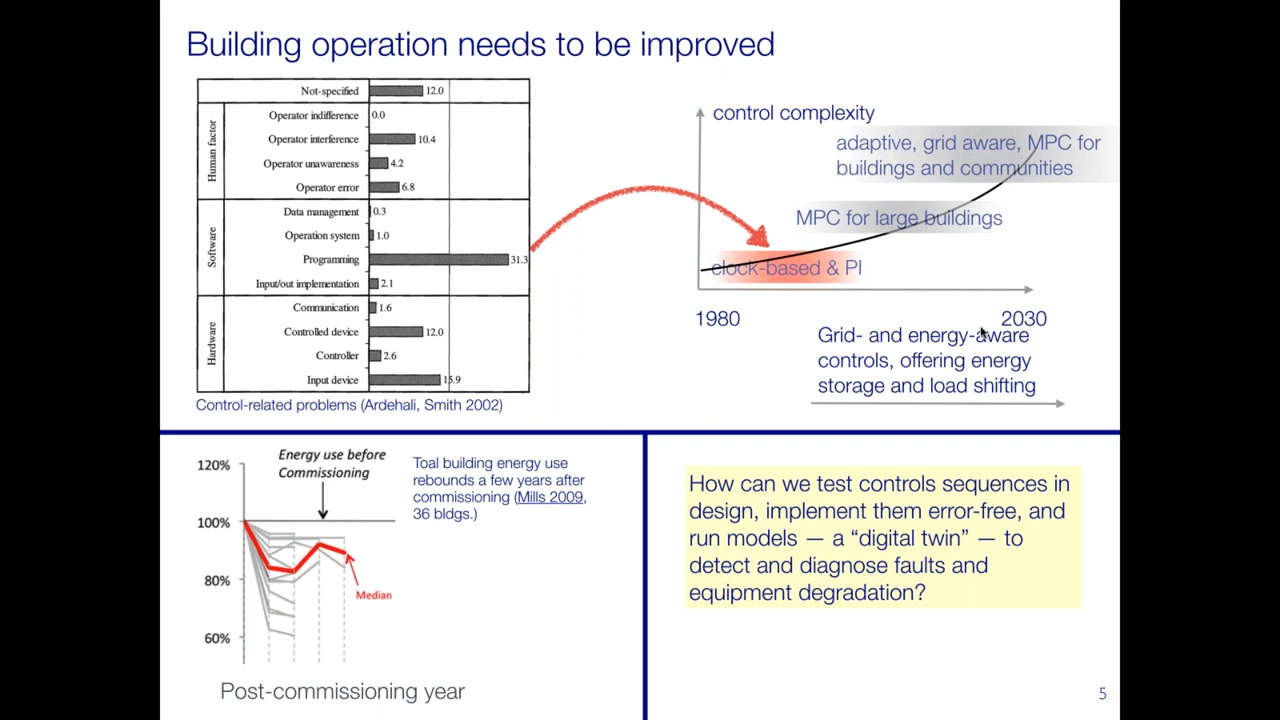 Building operation needs to be improved
Not-specified 12.0
Human factor
Operator indifference 0.0
Operator interference 10.4
Operator unawareness 4.2
Operator error 6.8
Software
Data management 0.3
Operation system 1.0
Programming 31.3
Input/out implementation 2.1
Hardware
Communication 1.6
Controlled device 12.0
Controller 2.6
Input device 15.9
Control-related problems (Ardehali, Smith 2002)
control complexity
adaptive, grid aware, MPC for
buildings and communities
MPC for large buildings
clock-based & PI
1980 2030
Grid- and energy-aware
controls, offering energy
storage and load shifting
120%
100%
80%
60%
Energy use before
Commissioning
Median
Post-commissioning year
Toal building energy use
rebounds a few years after
commissioning (Mills 2009,
36 bldgs.)
How can we test controls sequences in
design, implement them error-free, and
run models — a “digital twin” — to
detect and diagnose faults and
equipment degradation?
5